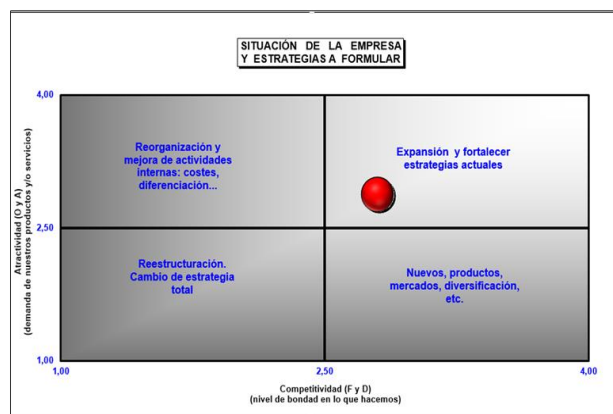 SITUACIÓN DE LA EMPRESA
Y ESTRATEGIAS A FORMULAR
4,00
Reorganización y
mejora de actividades
internas: costes,
diferenciación...
Expansión y fortalecer
estrategias actuales
Atractividad (O y A)
(demanda de nuestros productos y/o servicios)
2,50
Reestructuración.
Cambio de estrategia
total
Nuevos, productos,
mercados, diversificación,
etc.
1,00
1,00
2,50
4,00
Competitividad (F y D)
(nivel de bondad en lo que hacemos)